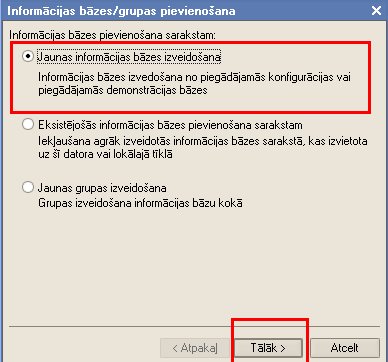 Informācijas bāzes/grupas pievienošana
Informācijas bāzes pievienošana sarakstam:
Jaunas informācijas bāzes izveidošana
Informācijas bāzes izvedošana no piegādājamās konfigurācijas vai
piegādājamās demonstrācijas bāzes
Eksistējošās informācijas bāzes pievienošana sarakstam
Iekļaušana agrāk izveidotās informācijas bāzes sarakstā, kas izvietota
uz šī datora vai lokālajā tīklā
Jaunas grupas izveidošana
Grupas izveidošana informācijas bāzu kokā
< Atpakaļ
Tālāk >
Atcelt